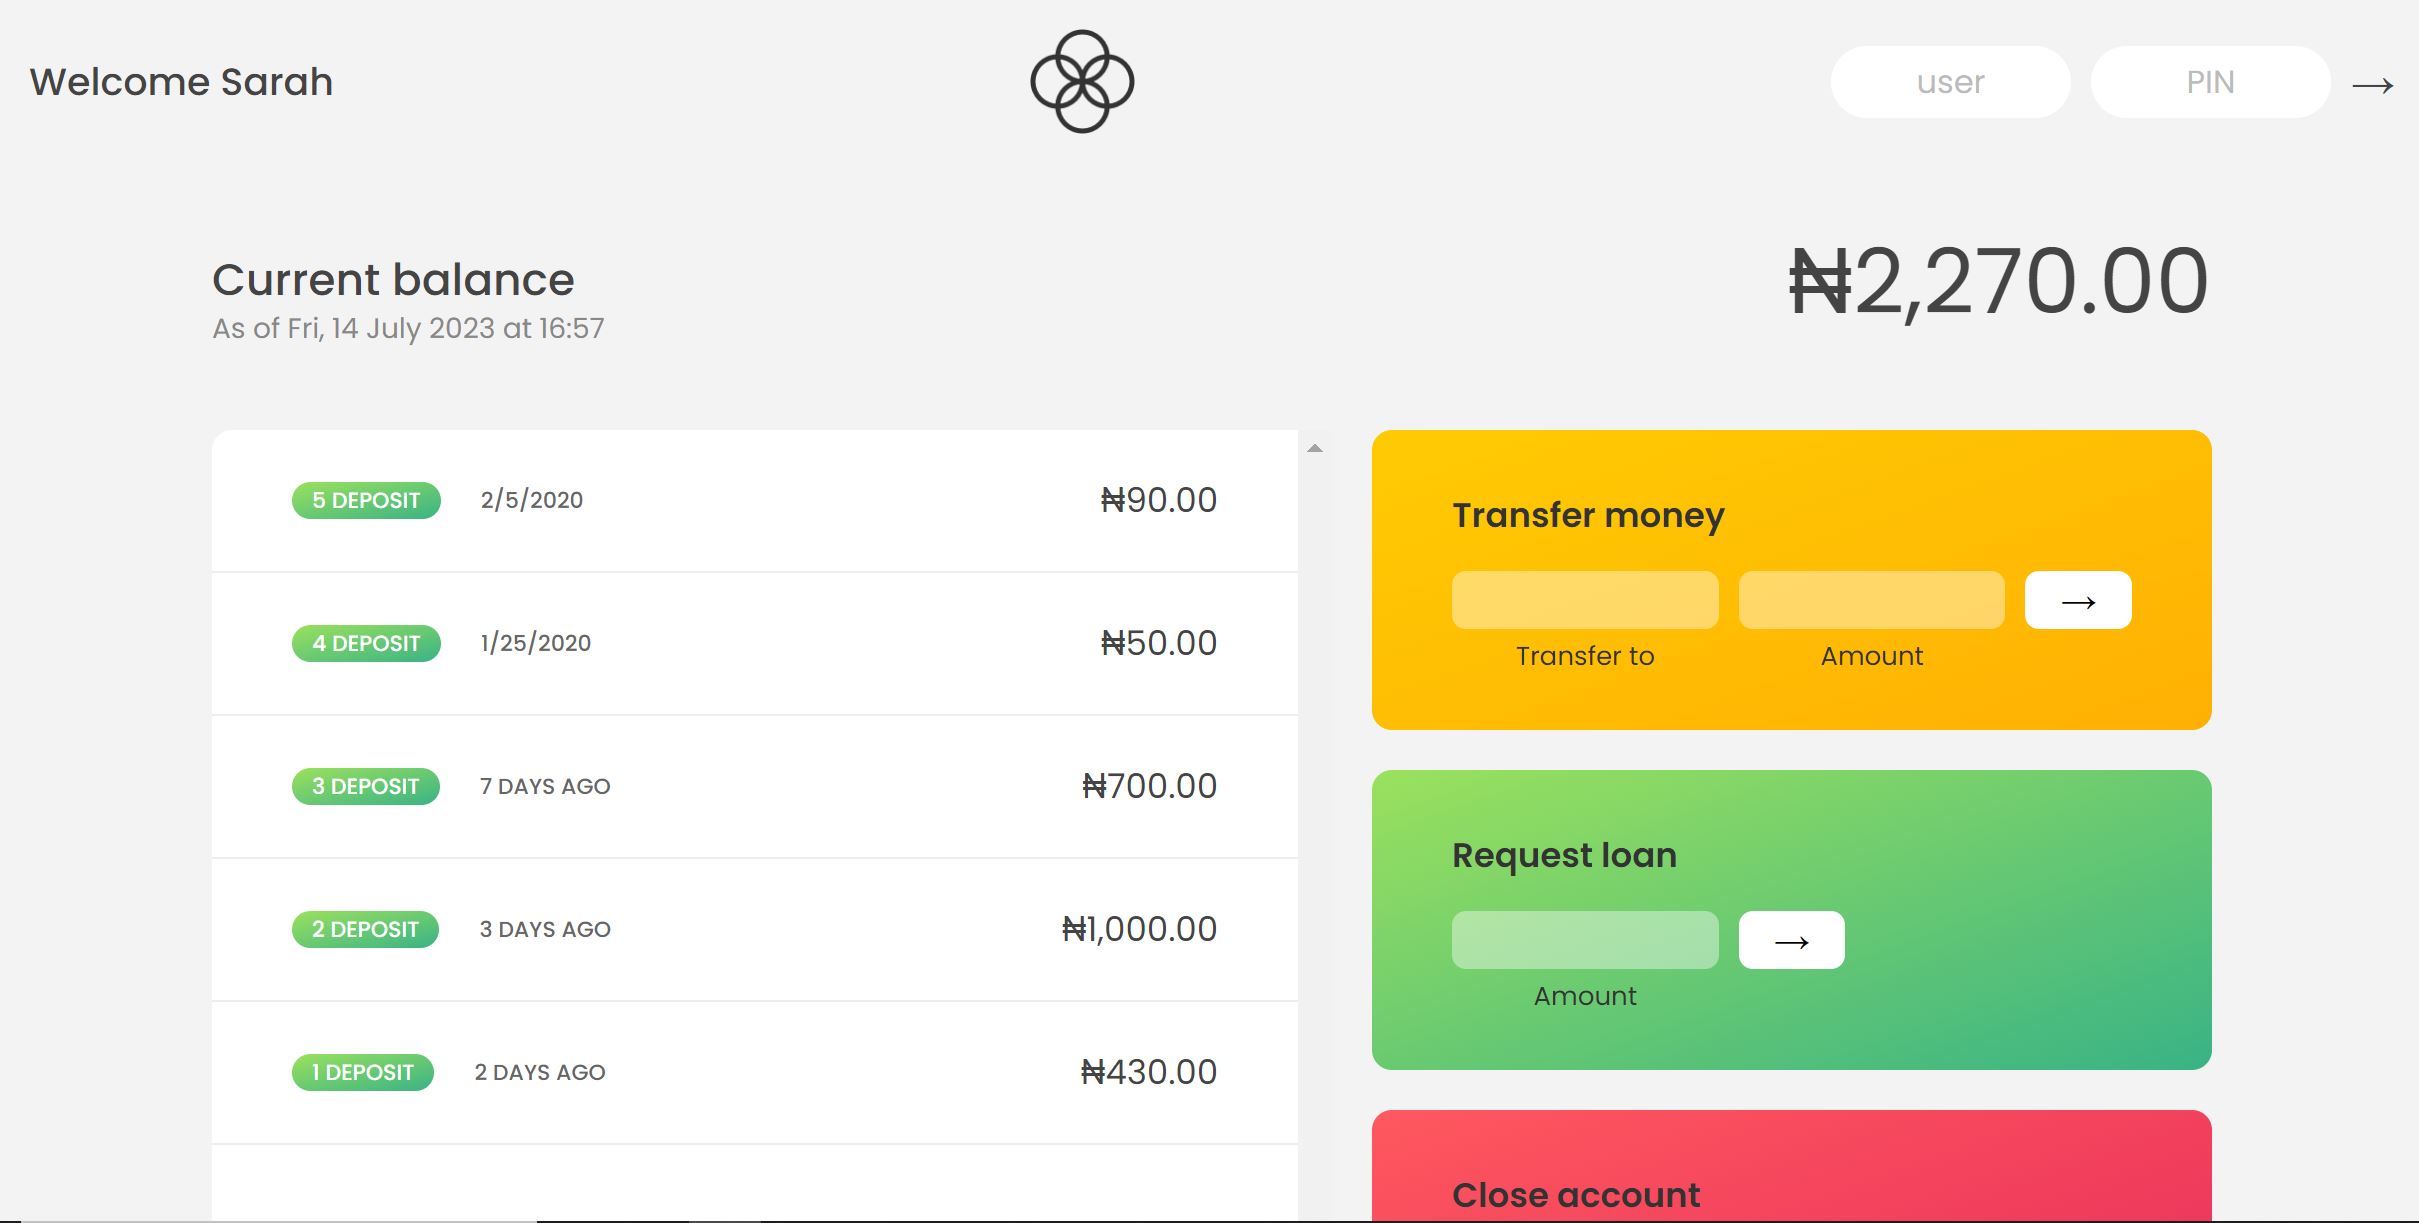 Welcome Sarah
user
PIN
→
Current balance
As of Fri, 14 July 2023 at 16:57
₦2,270.00
5 DEPOSIT 2/5/2020 ₦90.00
4 DEPOSIT 1/25/2020 ₦50.00
3 DEPOSIT 7 DAYS AGO ₦700.00
2 DEPOSIT 3 DAYS AGO ₦1,000.00
1 DEPOSIT 2 DAYS AGO ₦430.00
Transfer money
→
Transfer to Amount
Request loan
→
Amount
Close account